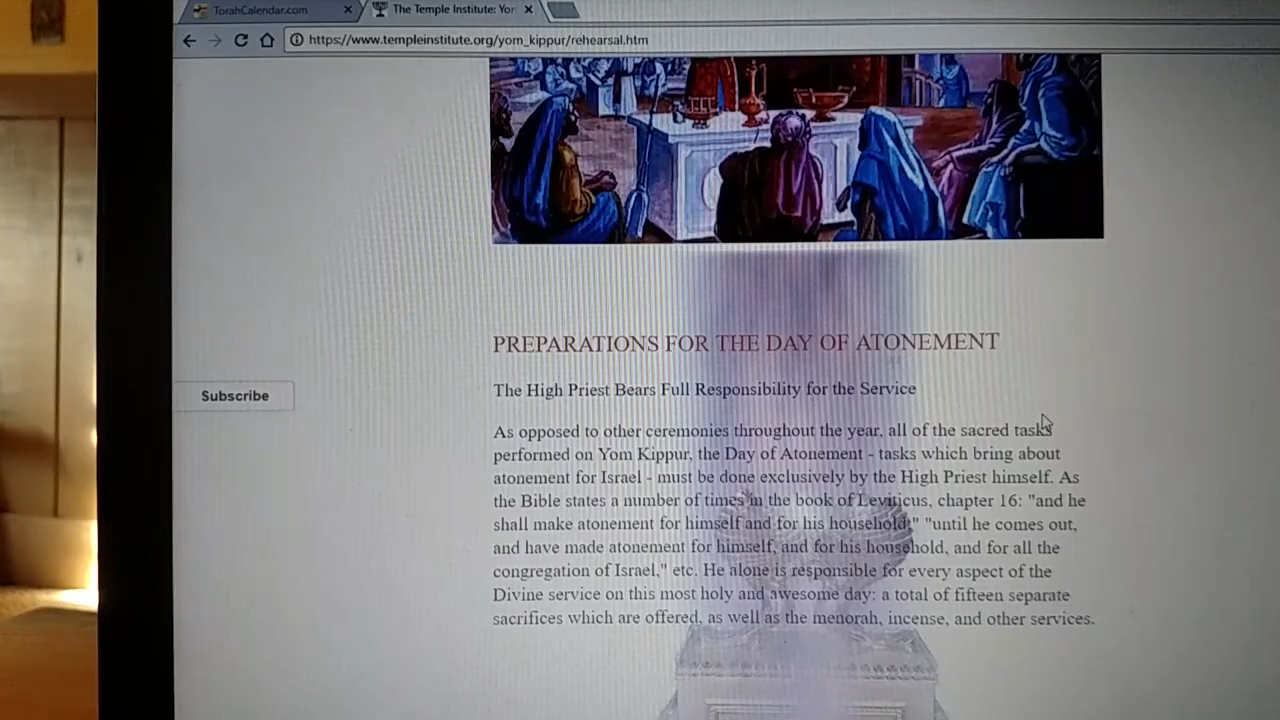 TorahCalendar.com
The Temple Institute: Yor
https://www.templeinstitute.org/yom_kippur/rehearsal.htm
PREPARATIONS FOR THE DAY OF ATONEMENT
The High Priest Bears Full Responsibility for the Service
Subscribe
As opposed to other ceremonies throughout the year, all of the sacred tasks
performed on Yom Kippur, the Day of Atonement - tasks which bring about
atonement for Israel - must be done exclusively by the High Priest himself. As
the Bible states a number of times in the book of Leviticus, chapter 16: "and he
shall make atonement for himself and for his household;" "until he comes out,
and have made atonement for himself, and for his household, and for all the
congregation of Israel," etc. He alone is responsible for every aspect of the
Divine service on this most holy and awesome day: a total of fifteen separate
sacrifices which are offered, as well as the menorah, incense, and other services.